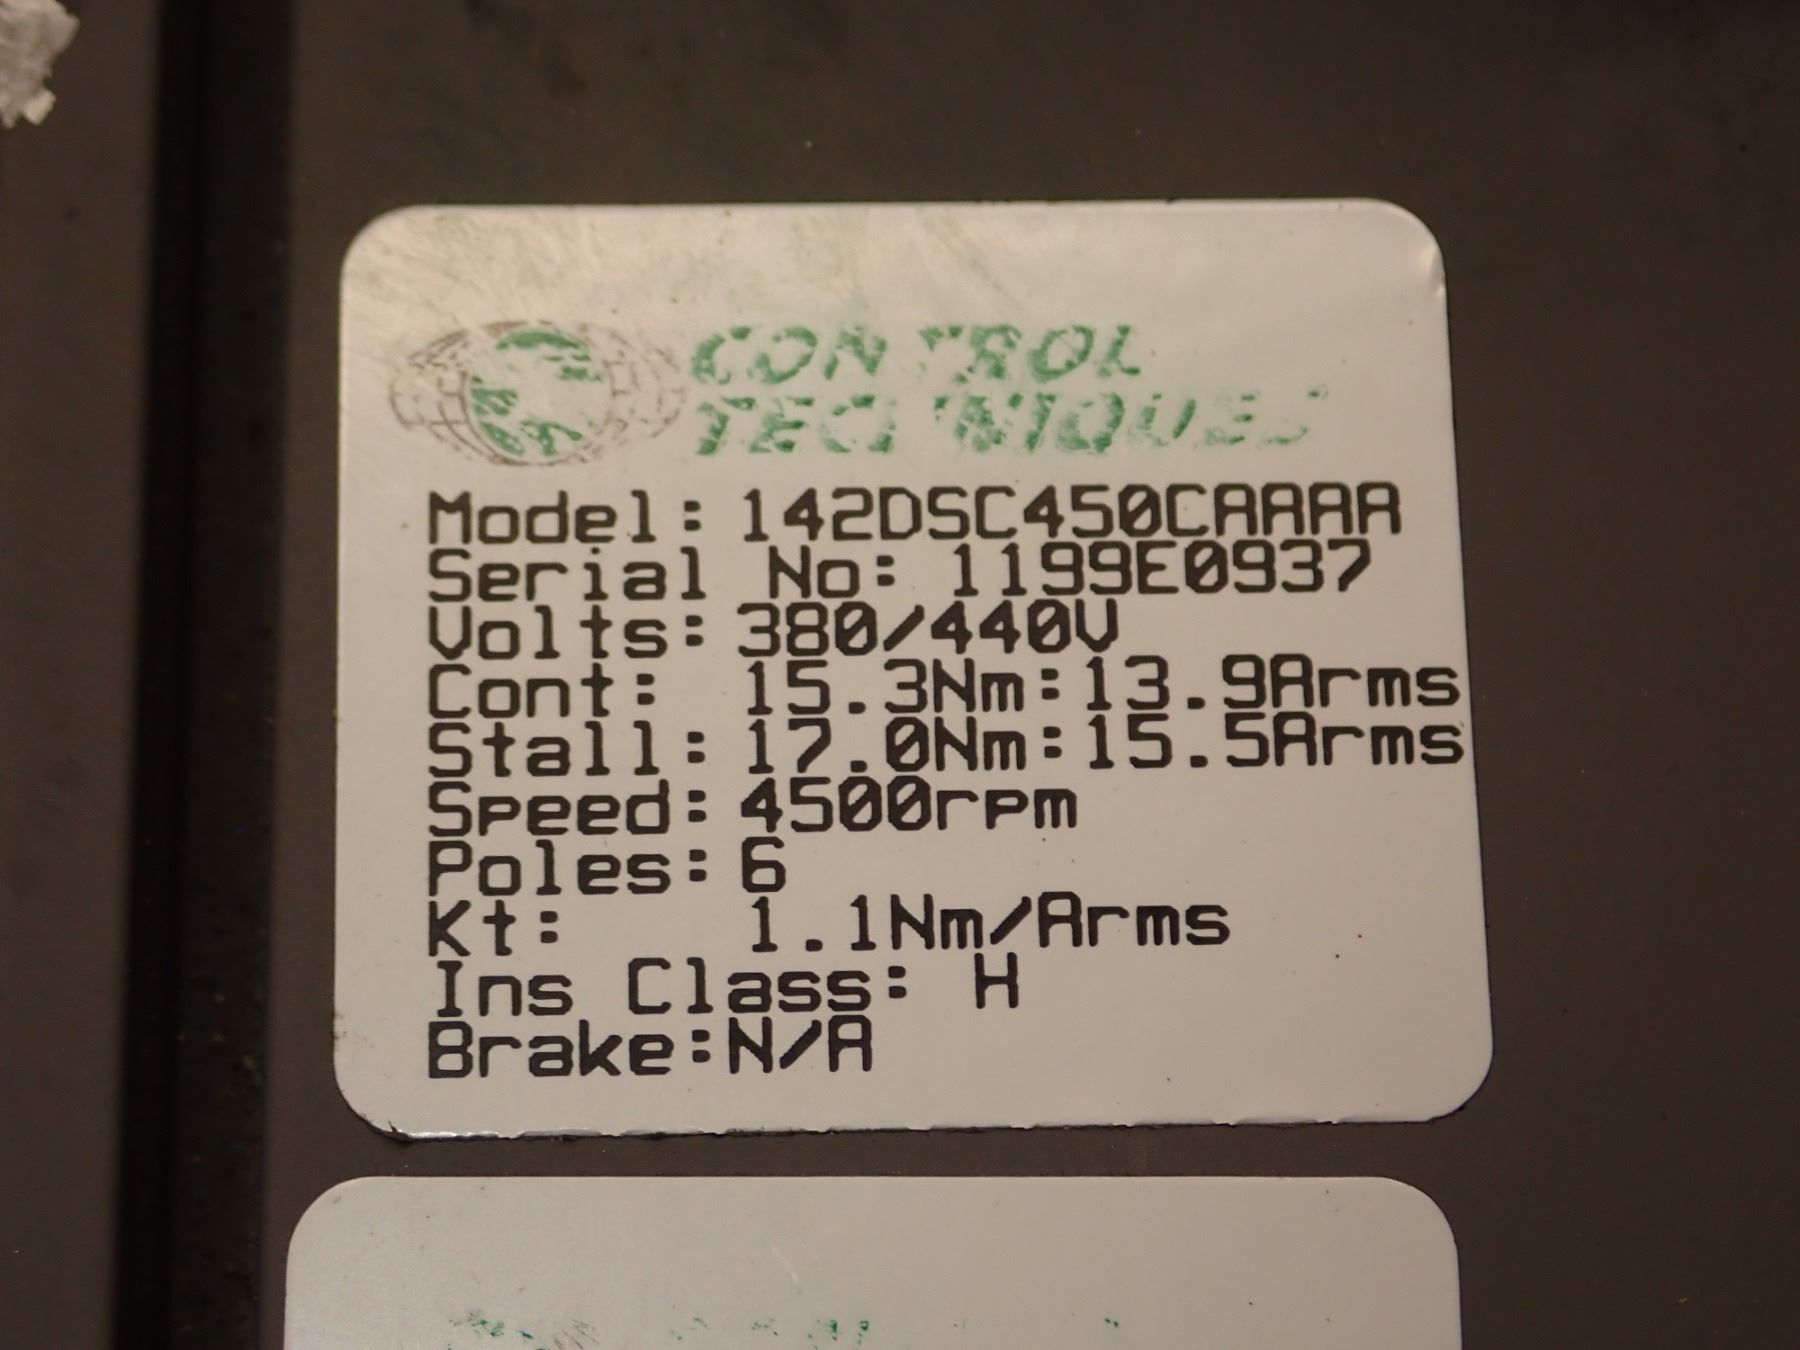 CONTROL
TECHNIQUES
Model: 142DSC450CAAAA
Serial No: 1199E0937
Volts: 380/440V
Cont: 15.3Nm:13.9Arms
Stall: 17.0Nm:15.5Arms
Speed: 4500rpm
Poles: 6
Kt: 1.1Nm/Arms
Ins Class: H
Brake:N/A